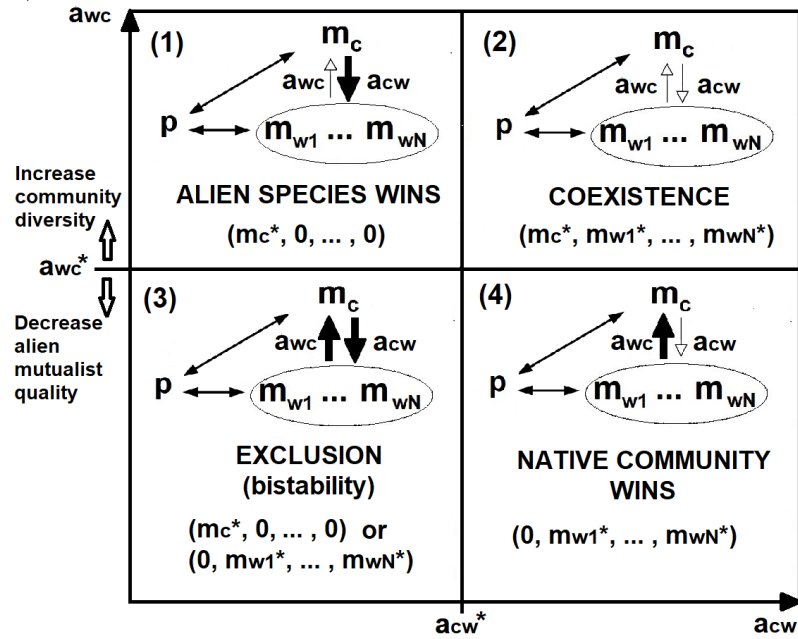 awc
(1)
mc
awc acw
p
mw1 ... mwN
ALIEN SPECIES WINS
(mc*, 0, ... , 0)
(2)
mc
awc acw
p
mw1 ... mwN
COEXISTENCE
(mc*, mw1*, ... , mwN*)
Increase
community
diversity
awc*
Decrease
alien
mutualist
quality
(3)
mc
awc acw
p
mw1 ... mwN
EXCLUSION
(bistability)
(mc*, 0, ... , 0) or
(0, mw1*, ... , mwN*)
(4)
mc
awc acw
p
mw1 ... mwN
NATIVE COMMUNITY
WINS
(0, mw1*, ... , mwN*)
acw*
acw